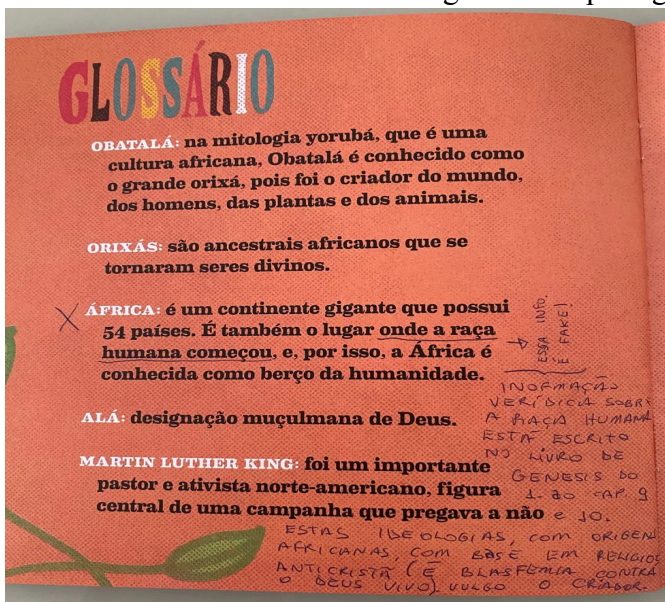 GLOSSÁRIO
OBATALÁ: na mitologia yorubá, que é uma
cultura africana, Obatalá é conhecido como
o grande orixá, pois foi o criador do mundo,
dos homens, das plantas e dos animais.
ORIXÁS: são ancestrais africanos que se
tornaram seres divinos.
X ÁFRICA: é um continente gigante que possui
54 países. É também o lugar onde a raça
humana começou, e, por isso, a África é
conhecida como berço da humanidade.
→ ESSA INFO.
É FAKE!
INOFMAÇÃO
VERÍDICA SOBRE
A RAÇA HUMANA
ESTÁ ESCRITO
NO LIVRO DE
GENESIS DO
1. ao CAP. 9
e 10.
ALÁ: designação muçulmana de Deus.
MARTIN LUTHER KING: foi um importante
pastor e ativista norte-americano, figura
central de uma campanha que pregava a não
ESTAS IDEOLOGIAS, COM ORIGEN
AFRICANAS, COM BASE EM RELIGIOS
ANTICRISTÃ (É BLASFEMIA CONTRA
O DEUS VIVO), VULGO O CRIADOR.